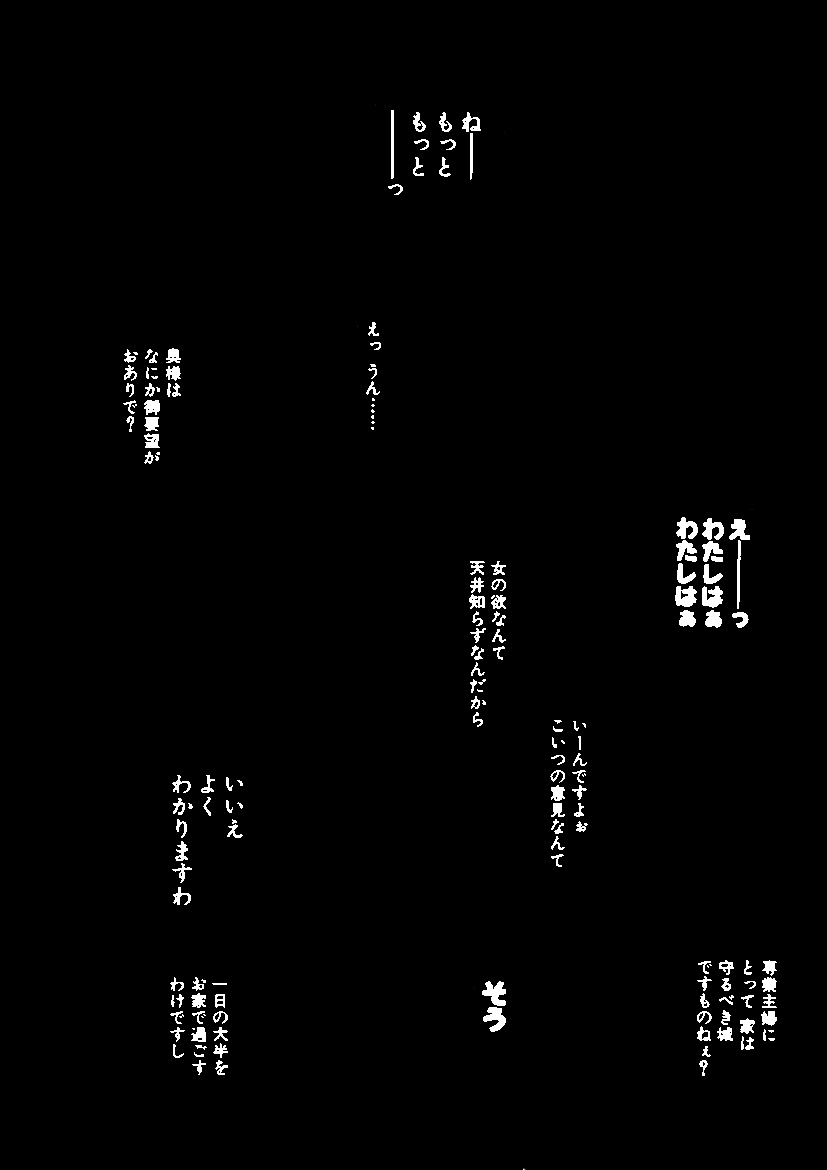 ね――
もっと
もっと
――っ
えっ うん……
奥様は
なにか御要望が
おありで?
え――っ
わたしはぁ
わたしはぁ
女の欲なんて
天井知らずなんだから
いーんですよぉ
こいつの意見なんて
いいえ
よく
わかりますわ
専業主婦に
とって 家は
守るべき城
ですものねぇ?
そう
一日の大半を
お家で過ごす
わけですし